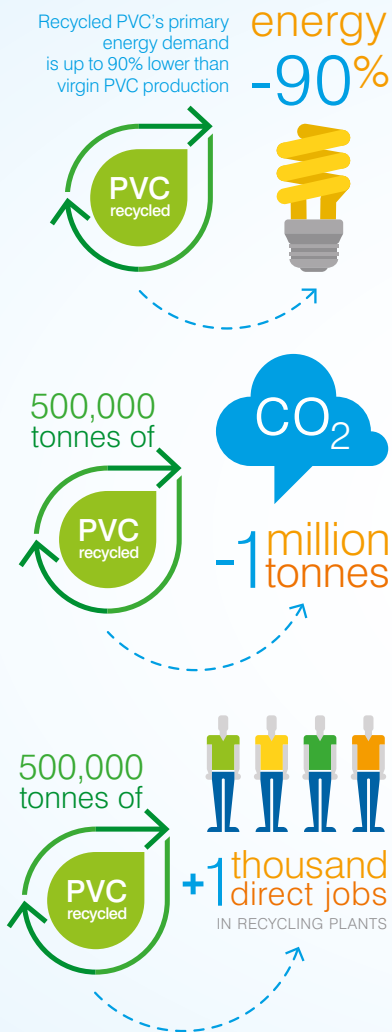 Recycled PVC's primary
energy demand
is up to 90% lower than
virgin PVC production
energy
-90%
PVC
recycled
500,000
tonnes of
PVC
recycled
CO2
-1 million
tonnes
500,000
tonnes of
PVC
recycled
+1 thousand
direct jobs
IN RECYCLING PLANTS